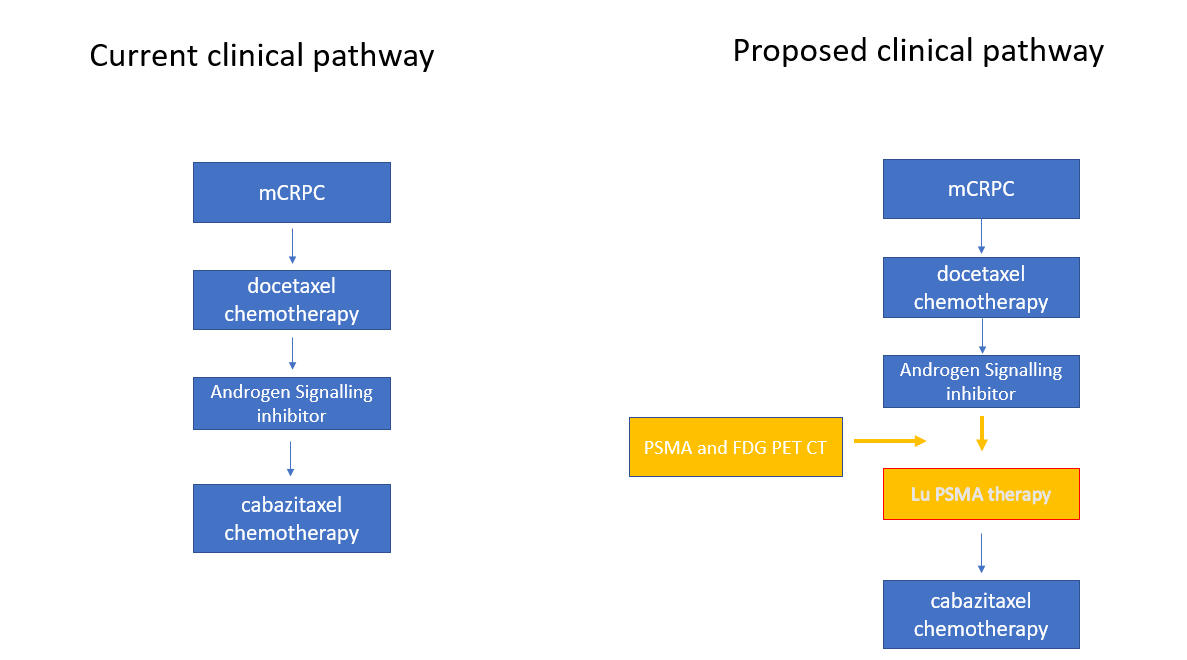 Current clinical pathway
mCRPC
docetaxel
chemotherapy
Androgen Signalling
inhibitor
cabazitaxel
chemotherapy
Proposed clinical pathway
mCRPC
docetaxel
chemotherapy
Androgen Signalling
inhibitor
PSMA and FDG PET CT
Lu PSMA therapy
cabazitaxel
chemotherapy